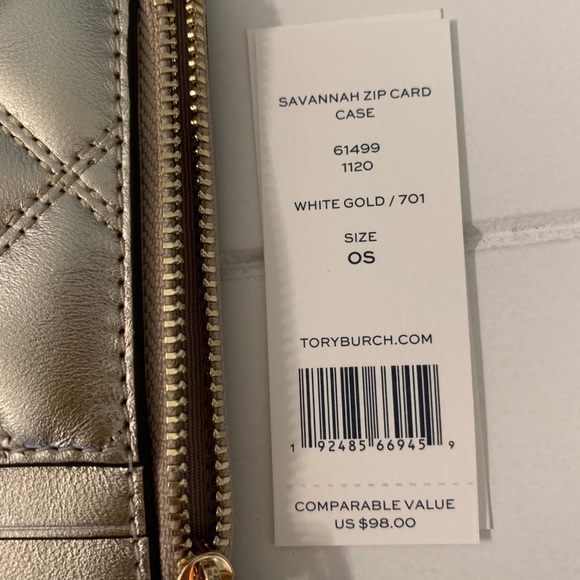 SAVANNAH ZIP CARD
CASE
61499
1120
WHITE GOLD / 701
SIZE
OS
TORYBURCH.COM
1 92485 66945 9
COMPARABLE VALUE
US $98.00